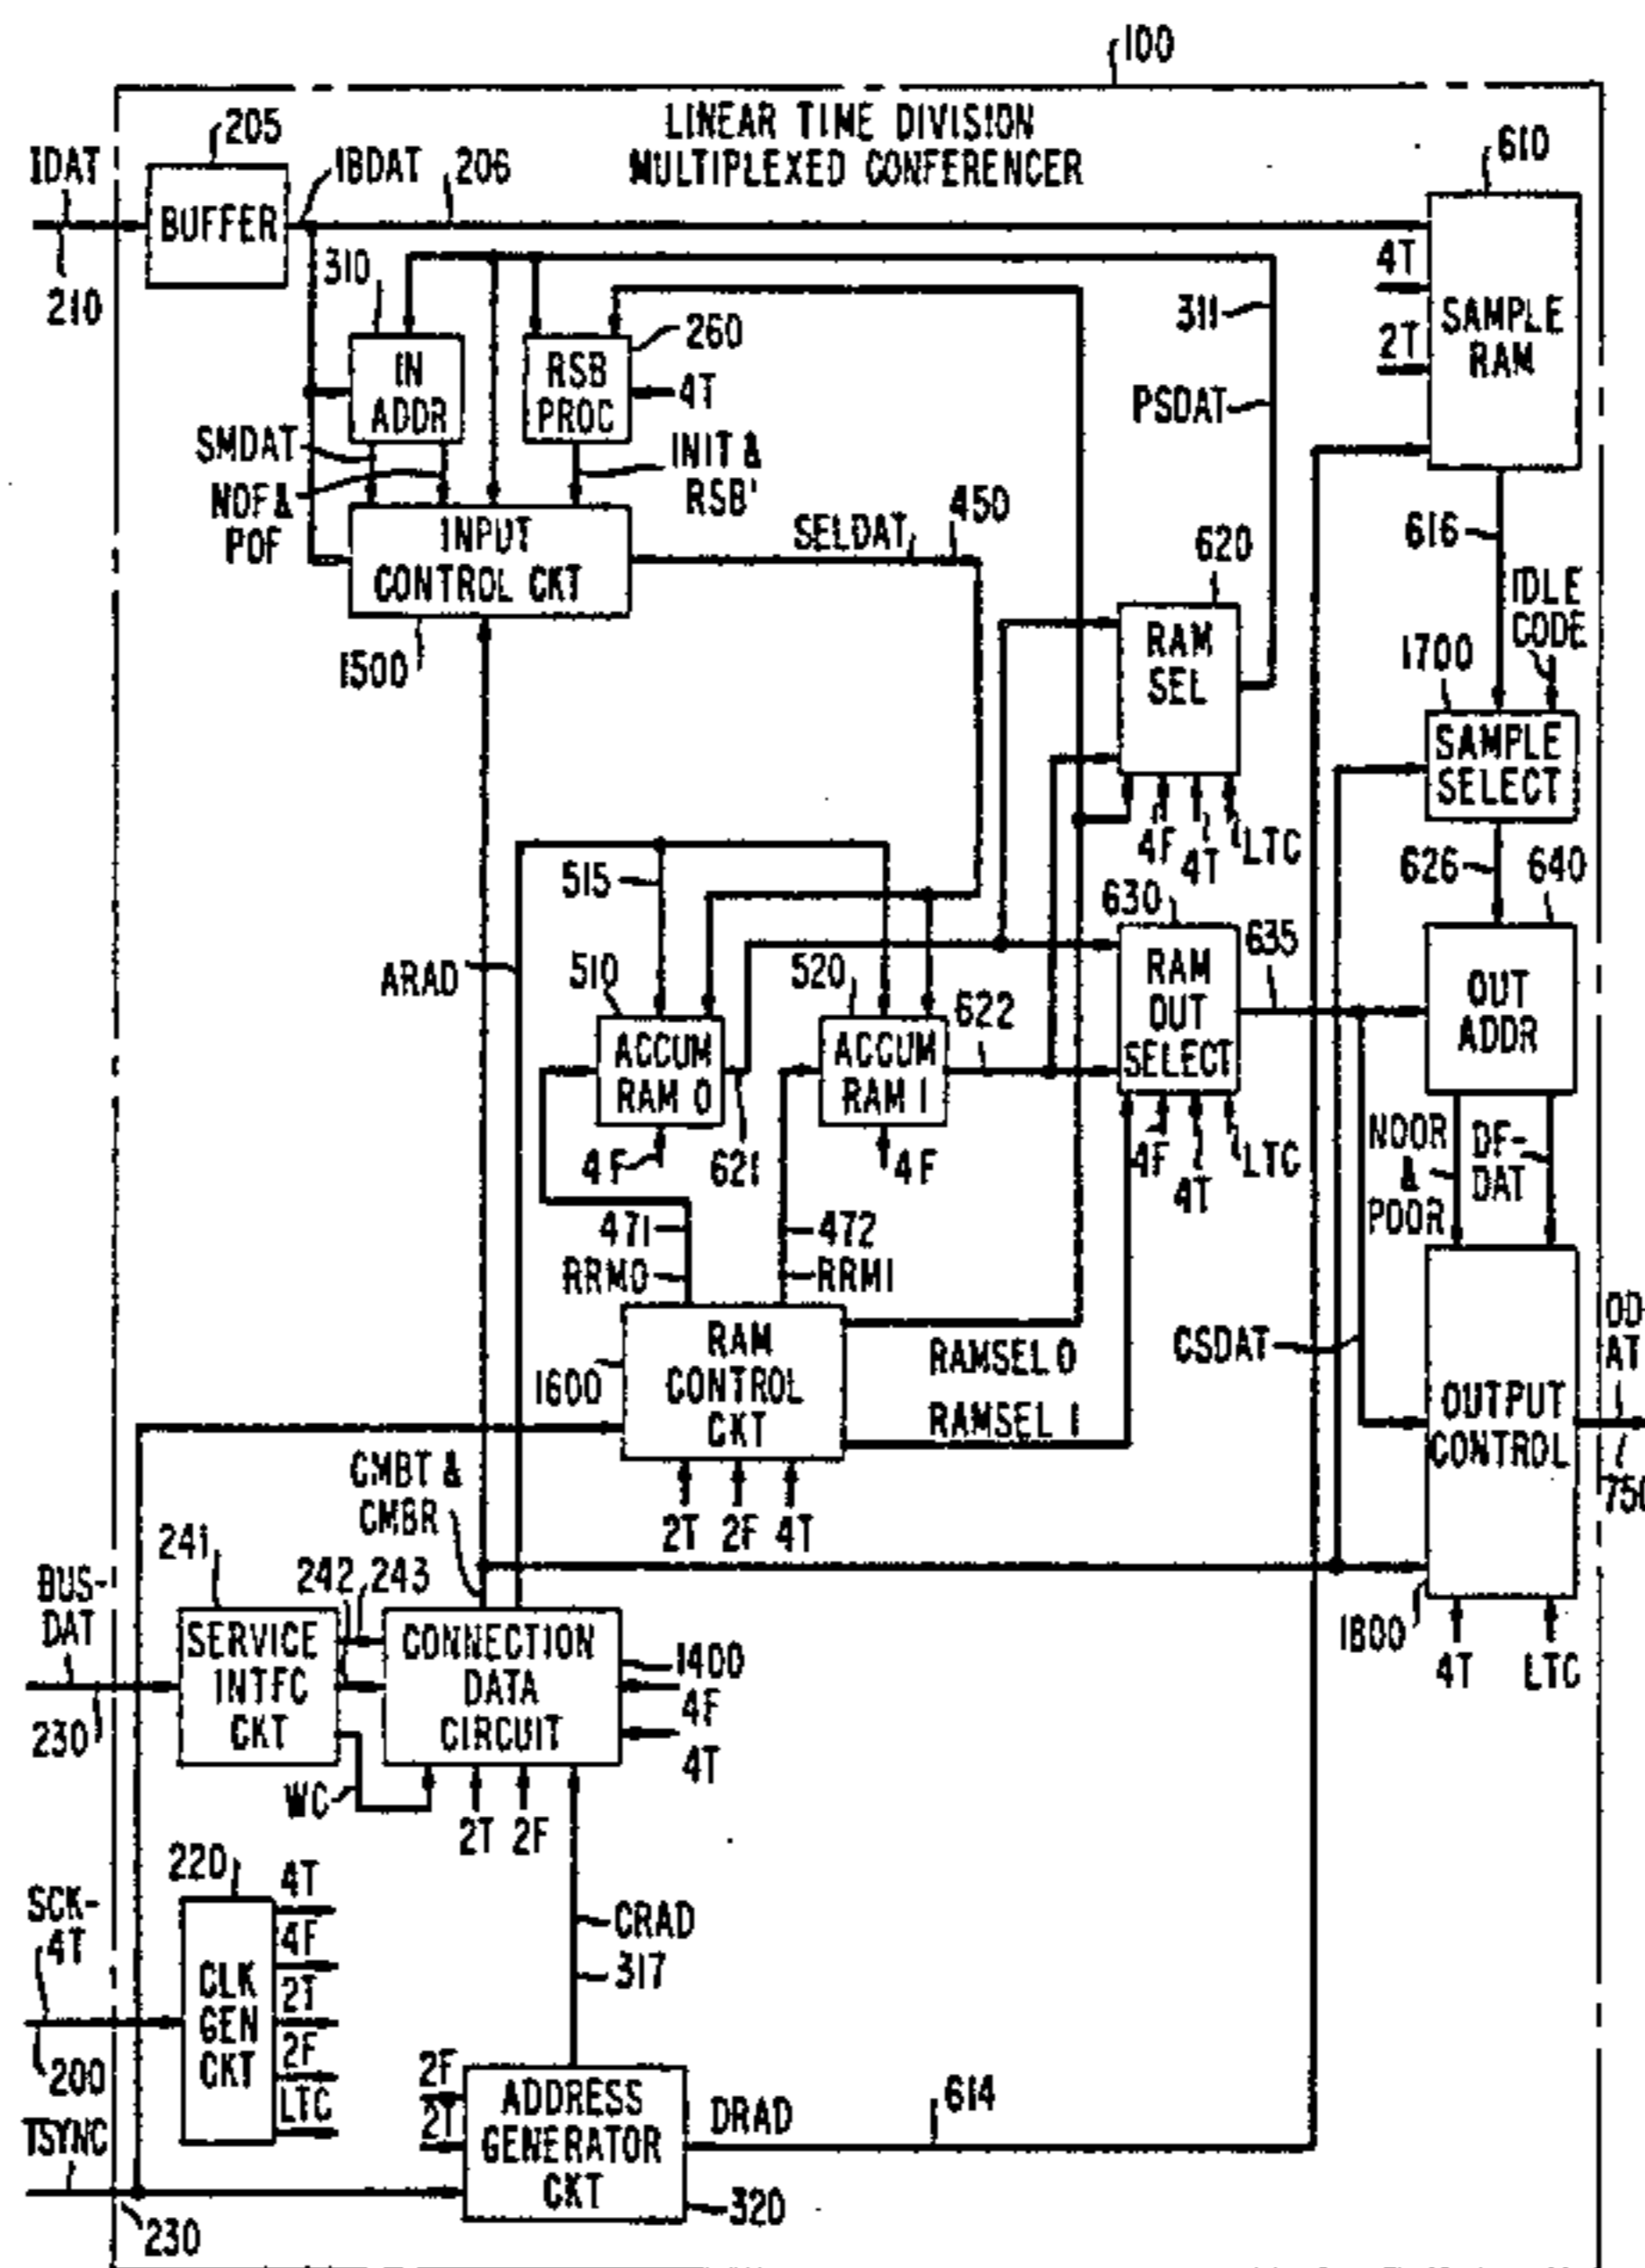 100
LINEAR TIME DIVISION
MULTIPLEXED CONFERENCER
205
IDAT
BUFFER
IBDAT
206
210
610
4T
2T
SAMPLE
RAM
310
IN
ADDR
260
RSB
PROC
4T
311
PSDAT
SMDAT
NOF &
POF
INIT &
RSB'
INPUT
CONTROL CKT
1500
SELDAT
450
620
RAM
SEL
4F
4T
LTC
616
IDLE
CODE
1700
SAMPLE
SELECT
626
640
OUT
ADDR
515
ARAD
510
ACCUM
RAM 0
4F
621
520
ACCUM
RAM 1
4F
622
630
RAM
OUT
SELECT
635
4F
4T
LTC
NOOR
&
POOR
DF-
DAT
471
RRM0
472
RRM1
1600
RAM
CONTROL
CKT
2T
2F
4T
RAMSEL 0
RAMSEL 1
CSDAT
OUTPUT
CONTROL
OD
AT
750
1800
4T
LTC
CMBT &
CMBR
241
242
243
BUS-
DAT
230
SERVICE
INTFC
CKT
CONNECTION
DATA
CIRCUIT
1400
4F
4T
WC
2T
2F
220
SCK-
4T
200
CLK
GEN
CKT
4T
4F
2T
2F
LTC
CRAD
317
TSYNC
230
2F
2T
ADDRESS
GENERATOR
CKT
DRAD
614
320